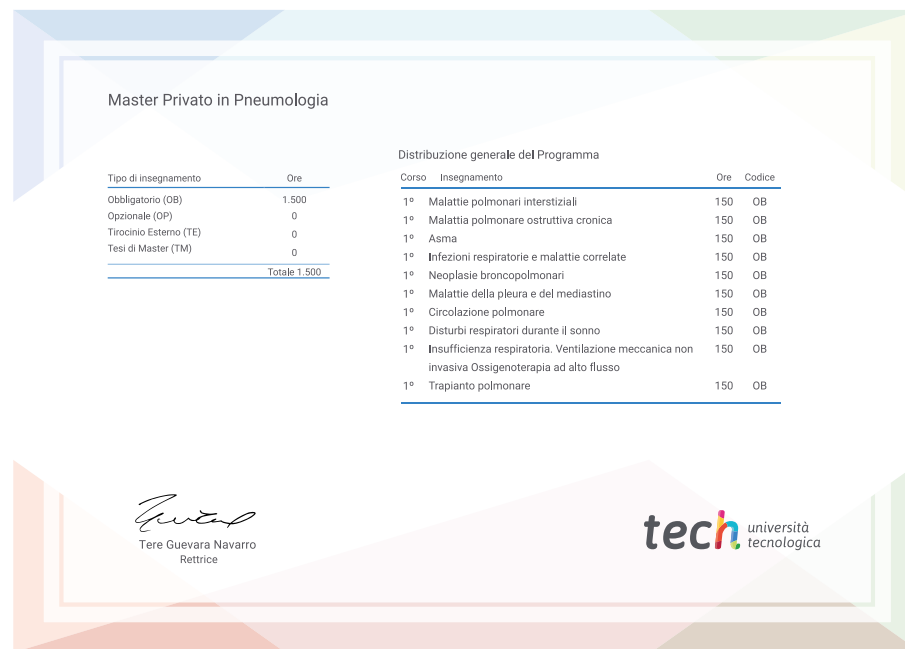 Master Privato in Pneumologia
Tipo di insegnamento Ore
Obbligatorio (OB) 1.500
Opzionale (OP) 0
Tirocinio Esterno (TE) 0
Tesi di Master (TM) 0
Totale 1.500
Distribuzione generale del Programma
Corso Insegnamento Ore Codice
1º Malattie polmonari interstiziali 150 OB
1º Malattia polmonare ostruttiva cronica 150 OB
1º Asma 150 OB
1º Infezioni respiratorie e malattie correlate 150 OB
1º Neoplasie broncopolmonari 150 OB
1º Malattie della pleura e del mediastino 150 OB
1º Circolazione polmonare 150 OB
1º Disturbi respiratori durante il sonno 150 OB
1º Insufficienza respiratoria. Ventilazione meccanica non 150 OB
invasiva Ossigenoterapia ad alto flusso
1º Trapianto polmonare 150 OB
Tere Guevara Navarro
Rettrice
tech università
tecnologica